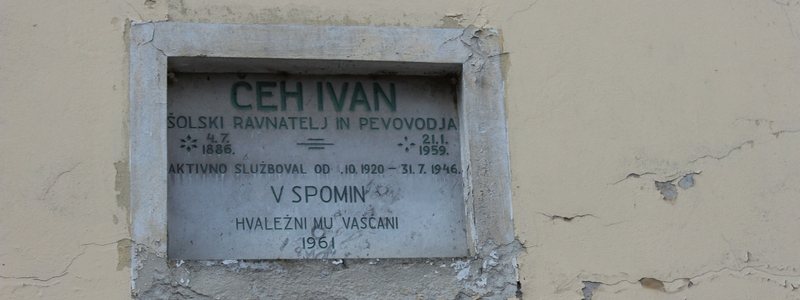 ČEH IVAN
ŠOLSKI RAVNATELJ IN PEVOVODJA
4.7. 21.1.
1886. 1959.
AKTIVNO SLUŽBOVAL OD .10.1920 – 31.7.1946.
V SPOMIN
HVALEŽNI MU VAŠČANI
1961